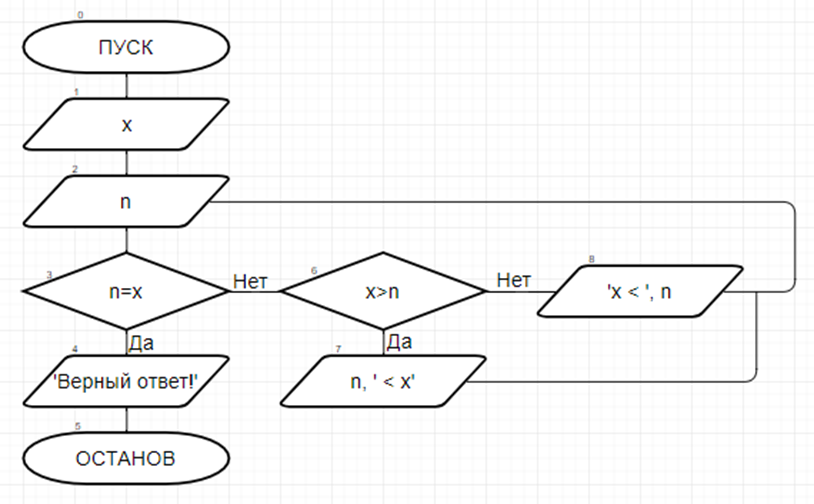 0
ПУСК
1
x
2
n
3
n=x
Нет
6
x>n
Нет
8
'x < ', n
Да
4
'Верный ответ!'
Да
7
n, ' < x'
5
ОСТАНОВ